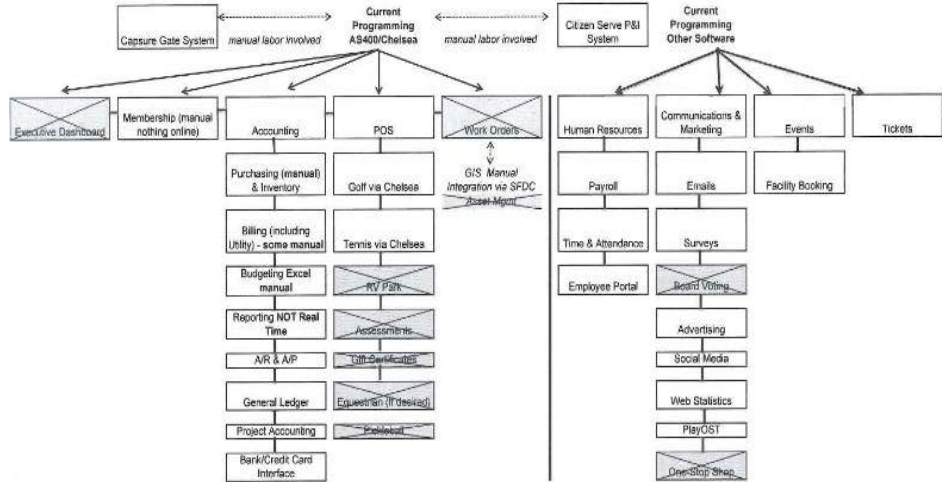 Capsure Gate System
manual labor involved
Current
Programming
AS400/Chelsea
manual labor involved
Citizen Serve P&I
System
Current
Programming
Other Software
Executive Dashboard
Membership (manual
nothing online)
Accounting
POS
Work Orders
Human Resources
Communications &
Marketing
Events
Tickets
Purchasing (manual)
& Inventory
Golf via Chelsea
GIS Manual
Integration via SFDC
Asset Mgmt
Payroll
Emails
Facility Booking
Billing (including
Utility) - some manual
Tennis via Chelsea
Time & Attendance
Surveys
Budgeting Excel
manual
RV Park
Employee Portal
Board Voting
Reporting NOT Real
Time
Assessments
Advertising
A/R & A/P
Gift Certificates
Social Media
General Ledger
Equestrian (If desired)
Web Statistics
Project Accounting
Pickleball
PlayOST
Bank/Credit Card
Interface
One-Stop Shop